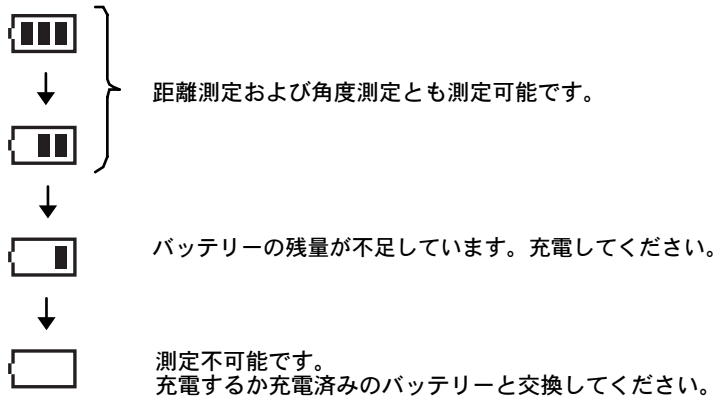 距離測定および角度測定とも測定可能です。
バッテリーの残量が不足しています。充電してください。
測定不可能です。
充電するか充電済みのバッテリーと交換してください。